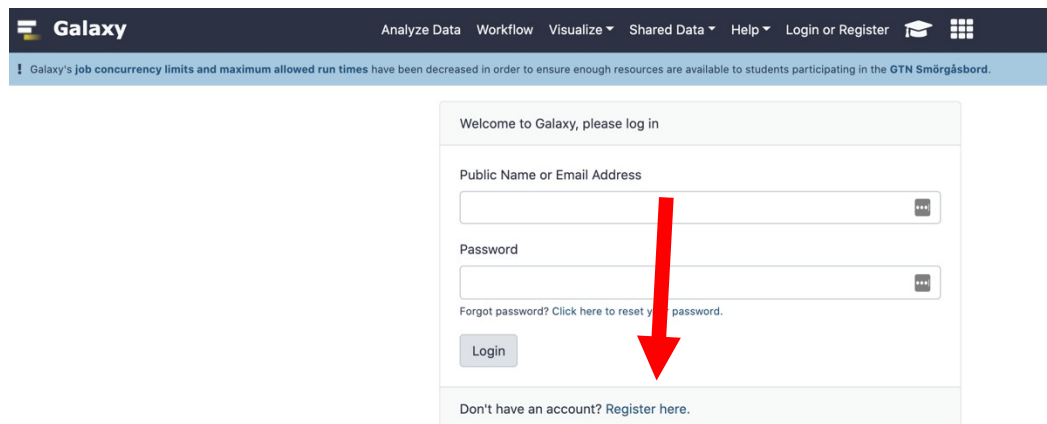 Galaxy Analyze Data Workflow Visualize Shared Data Help Login or Register
! Galaxy's job concurrency limits and maximum allowed run times have been decreased in order to ensure enough resources are available to students participating in the GTN Smörgåsbord.
Welcome to Galaxy, please log in
Public Name or Email Address
Password
Forgot password? Click here to reset your password.
Login
Don't have an account? Register here.